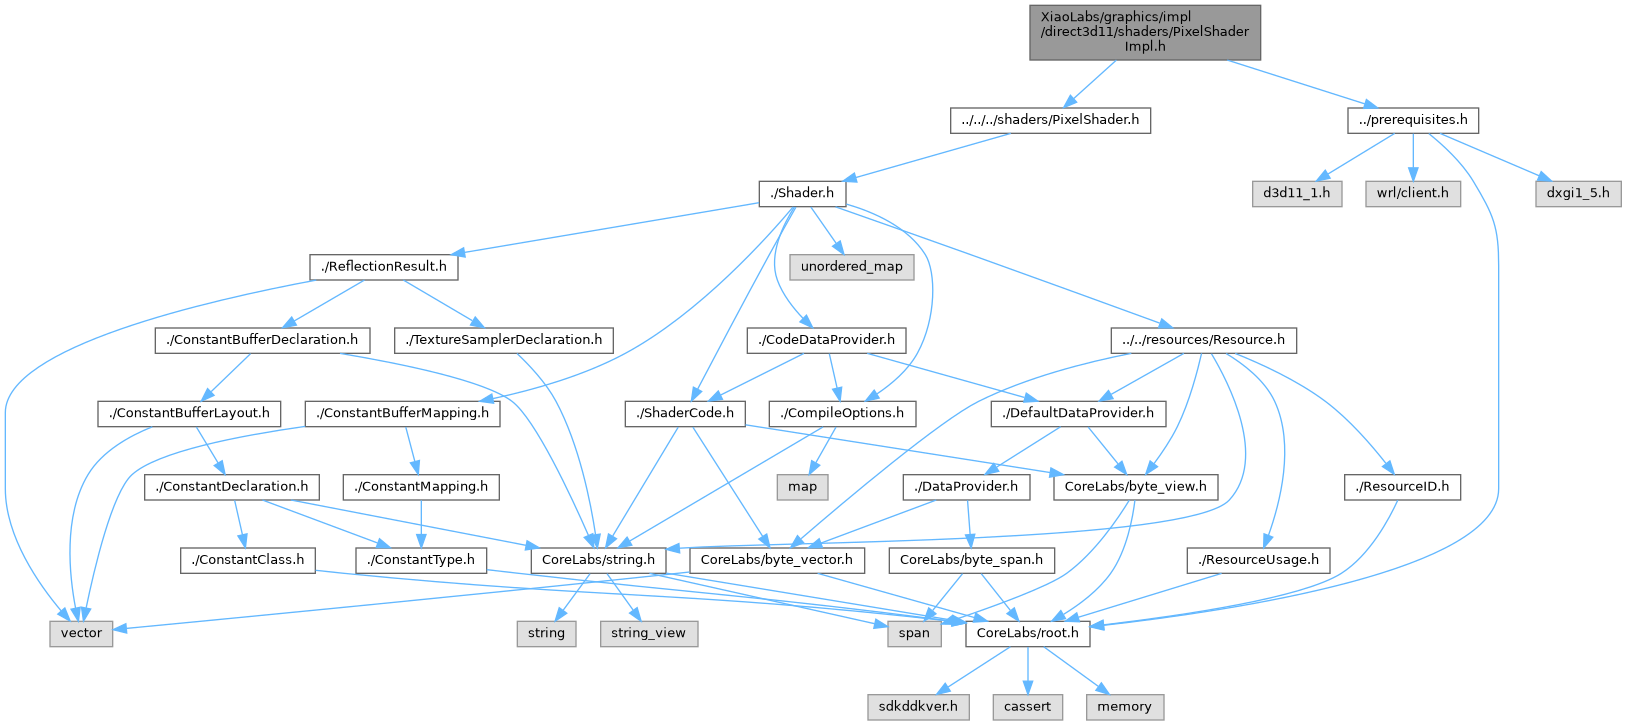 XiaoLabs/graphics/impl
/direct3d11/shaders/PixelShader
Impl.h
../../../shaders/PixelShader.h
../prerequisites.h
./Shader.h
d3d11_1.h
wrl/client.h
dxgi1_5.h
./ReflectionResult.h
unordered_map
./ConstantBufferDeclaration.h
./TextureSamplerDeclaration.h
./CodeDataProvider.h
../../resources/Resource.h
./ConstantBufferLayout.h
./ConstantBufferMapping.h
./ShaderCode.h
./CompileOptions.h
./DefaultDataProvider.h
./ConstantDeclaration.h
./ConstantMapping.h
map
./DataProvider.h
CoreLabs/byte_view.h
./ResourceID.h
./ConstantClass.h
./ConstantType.h
CoreLabs/string.h
CoreLabs/byte_vector.h
CoreLabs/byte_span.h
./ResourceUsage.h
vector
string
string_view
span
CoreLabs/root.h
sdkddkver.h
cassert
memory